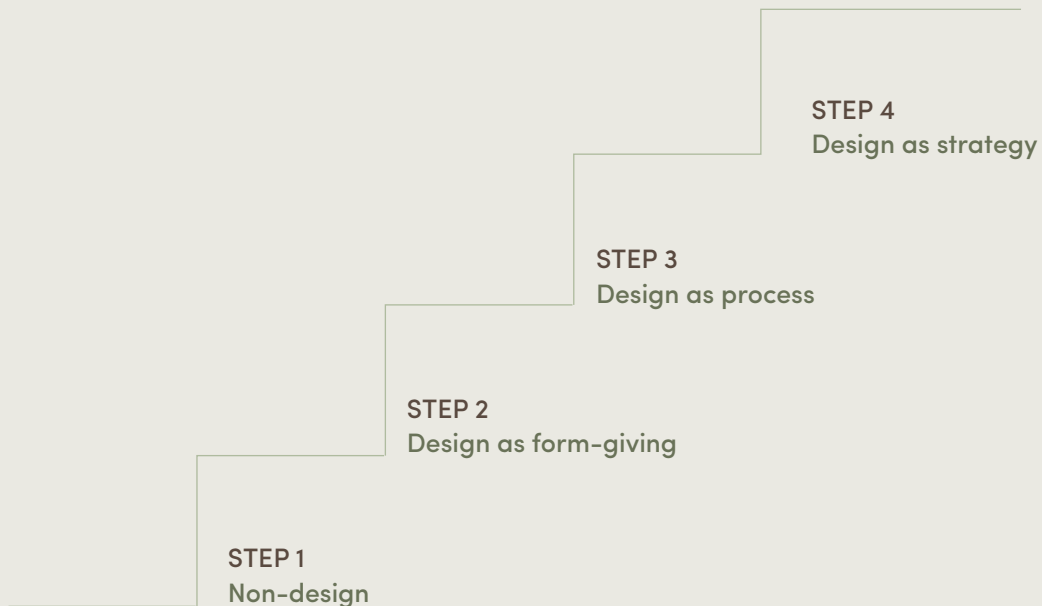 STEP 4
Design as strategy
STEP 3
Design as process
STEP 2
Design as form-giving
STEP 1
Non-design